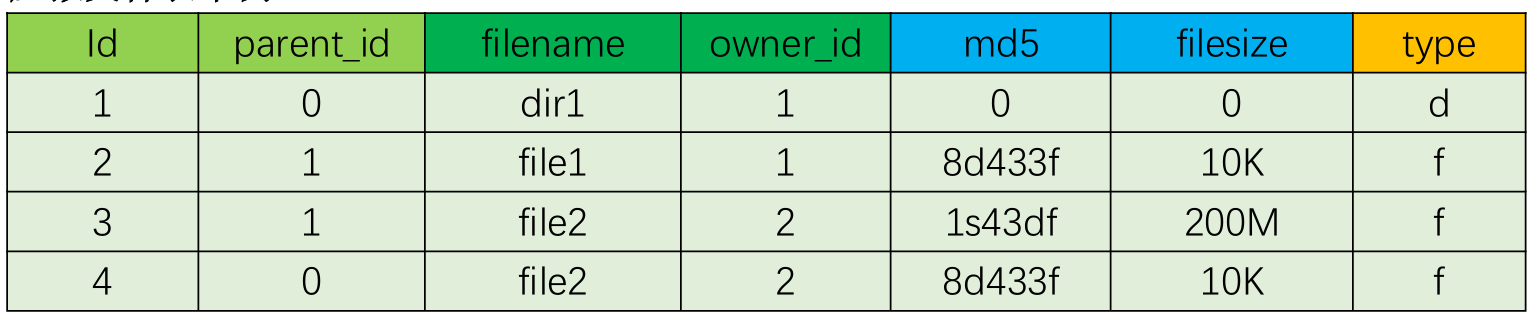 Id parent_id filename owner_id md5 filesize type
1 0 dir1 1 0 0 d
2 1 file1 1 8d433f 10K f
3 1 file2 2 1s43df 200M f
4 0 file2 2 8d433f 10K f